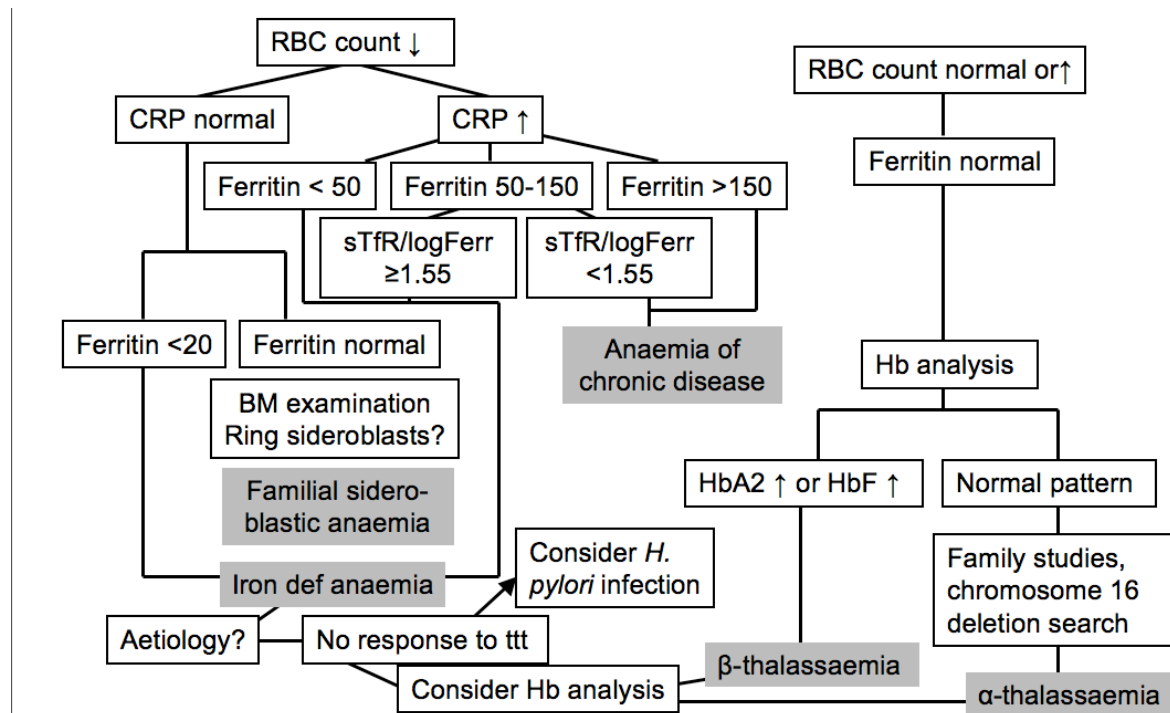 RBC count ↓
RBC count normal or↑
CRP normal
CRP ↑
Ferritin normal
Ferritin < 50
Ferritin 50-150
Ferritin >150
sTfR/logFerr
≥1.55
sTfR/logFerr
<1.55
Ferritin <20
Ferritin normal
Anaemia of
chronic disease
Hb analysis
BM examination
Ring sideroblasts?
HbA2 ↑ or HbF ↑
Normal pattern
Familial sidero-
blastic anaemia
Consider H.
pylori infection
Family studies,
chromosome 16
deletion search
Iron def anaemia
Aetiology?
No response to ttt
β-thalassaemia
Consider Hb analysis
α-thalassaemia